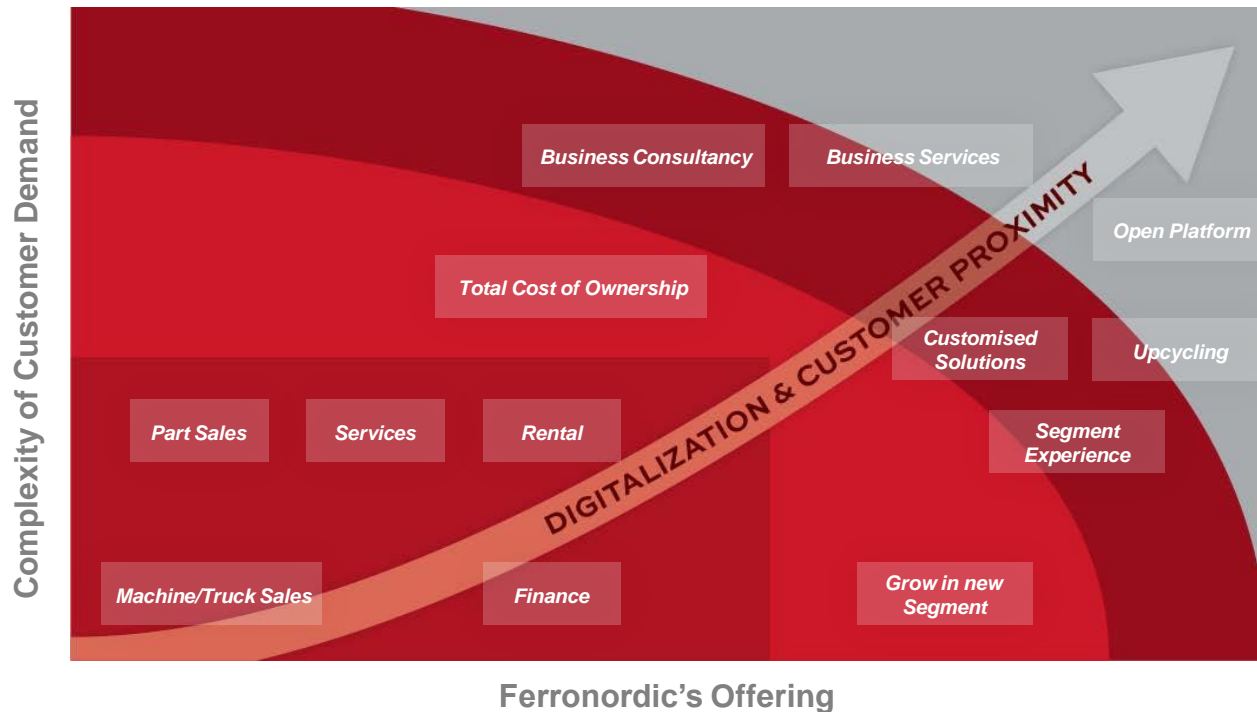 Complexity of Customer Demand
Business Consultancy
Business Services
Open Platform
Total Cost of Ownership
DIGITALIZATION & CUSTOMER PROXIMITY
Customised
Solutions
Upcycling
Part Sales
Services
Rental
Segment
Experience
Machine/Truck Sales
Finance
Grow in new
Segment
Ferronordic's Offering